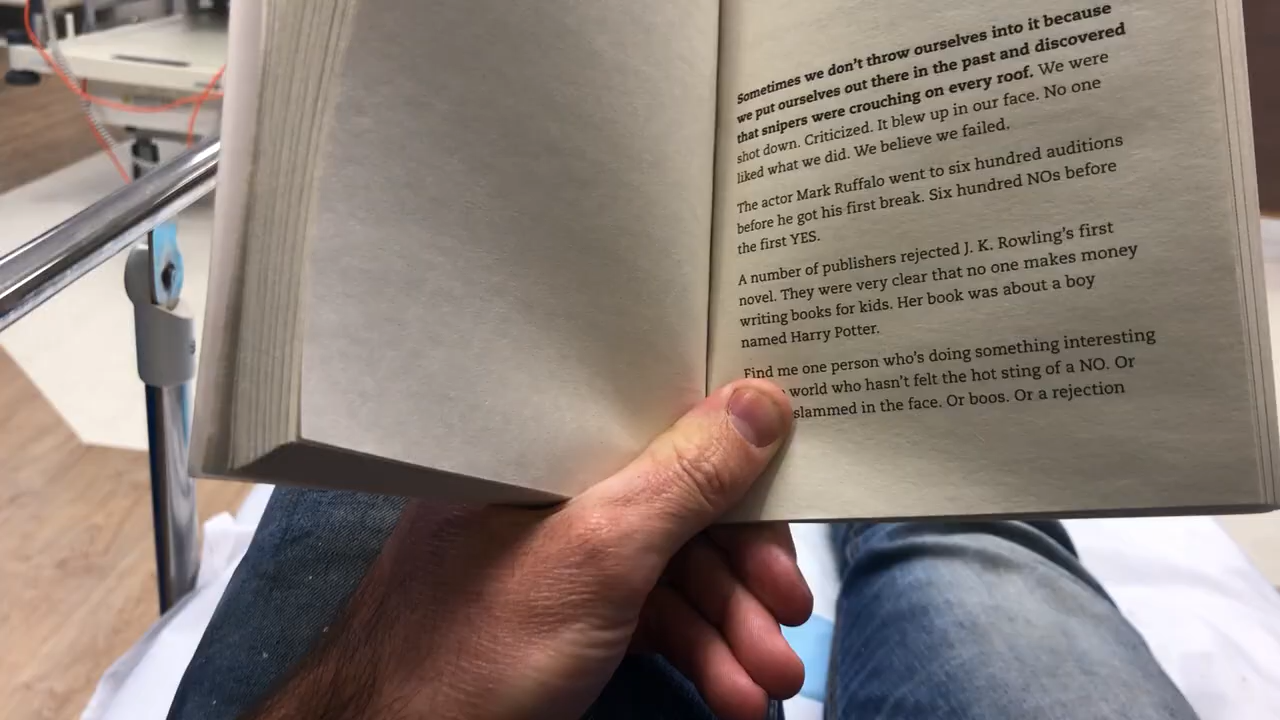 Sometimes we don't throw ourselves into it because
we put ourselves out there in the past and discovered
that snipers were crouching on every roof. We were
shot down. Criticized. It blew up in our face. No one
liked what we did. We believe we failed.
The actor Mark Ruffalo went to six hundred auditions
before he got his first break. Six hundred NOs before
the first YES.
A number of publishers rejected J. K. Rowling's first
novel. They were very clear that no one makes money
writing books for kids. Her book was about a boy
named Harry Potter.
Find me one person who's doing something interesting
world who hasn't felt the hot sting of a NO. Or
slammed in the face. Or boos. Or a rejection